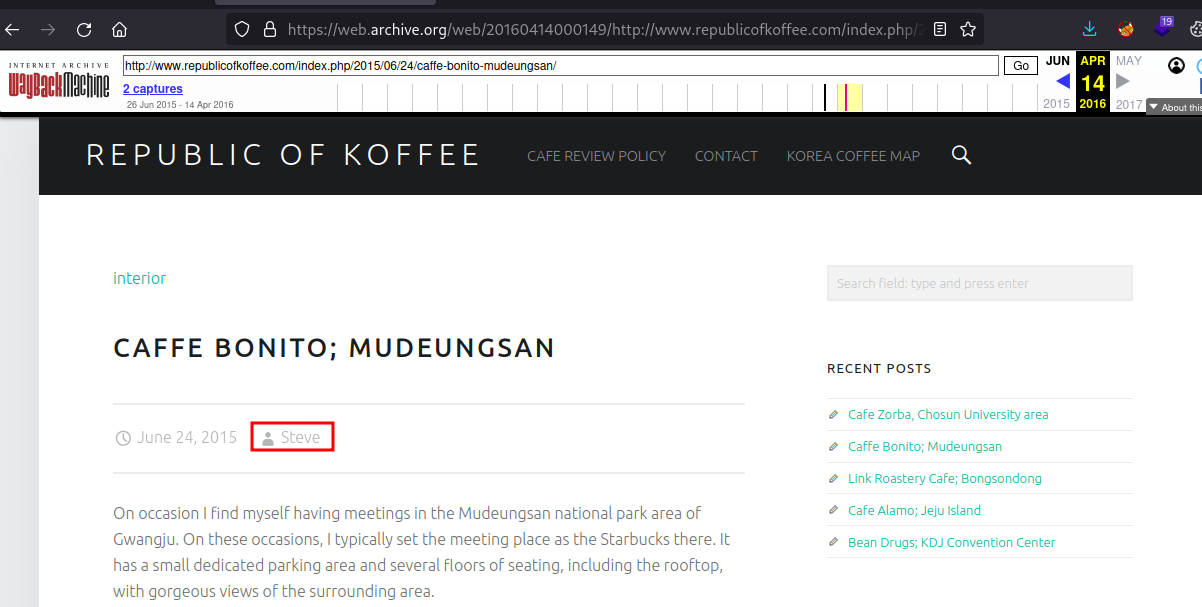 https://web.archive.org/web/20160414000149/http://www.republicofkoffee.com/index.php/
19
INTERNET ARCHIVE
WayBackMachine
http://www.republicofkoffee.com/index.php/2015/06/24/caffe-bonito-mudeungsan/
Go
JUN APR MAY
2 captures
14
26 Jun 2015 - 14 Apr 2016
2015 2016 2017
About this
REPUBLIC OF KOFFEE
CAFE REVIEW POLICY CONTACT KOREA COFFEE MAP
interior
Search field: type and press enter
CAFFE BONITO; MUDEUNGSAN
RECENT POSTS
June 24, 2015 Steve
Cafe Zorba, Chosun University area
Caffe Bonito; Mudeungsan
Link Roastery Cafe; Bongsondong
Cafe Alamo; Jeju Island
Bean Drugs; KDJ Convention Center
On occasion I find myself having meetings in the Mudeungsan national park area of
Gwangju. On these occasions, I typically set the meeting place as the Starbucks there. It
has a small dedicated parking area and several floors of seating, including the rooftop,
with gorgeous views of the surrounding area.